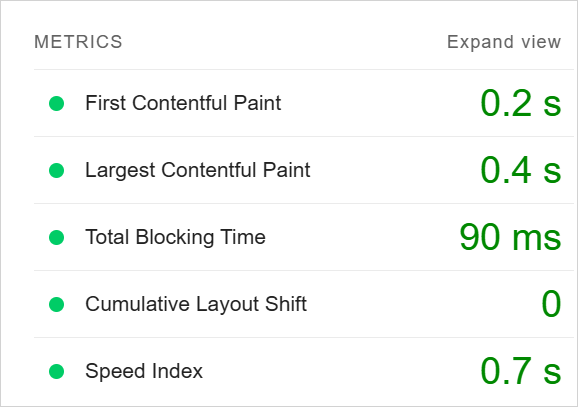 METRICS Expand view
First Contentful Paint 0.2 s
Largest Contentful Paint 0.4 s
Total Blocking Time 90 ms
Cumulative Layout Shift 0
Speed Index 0.7 s